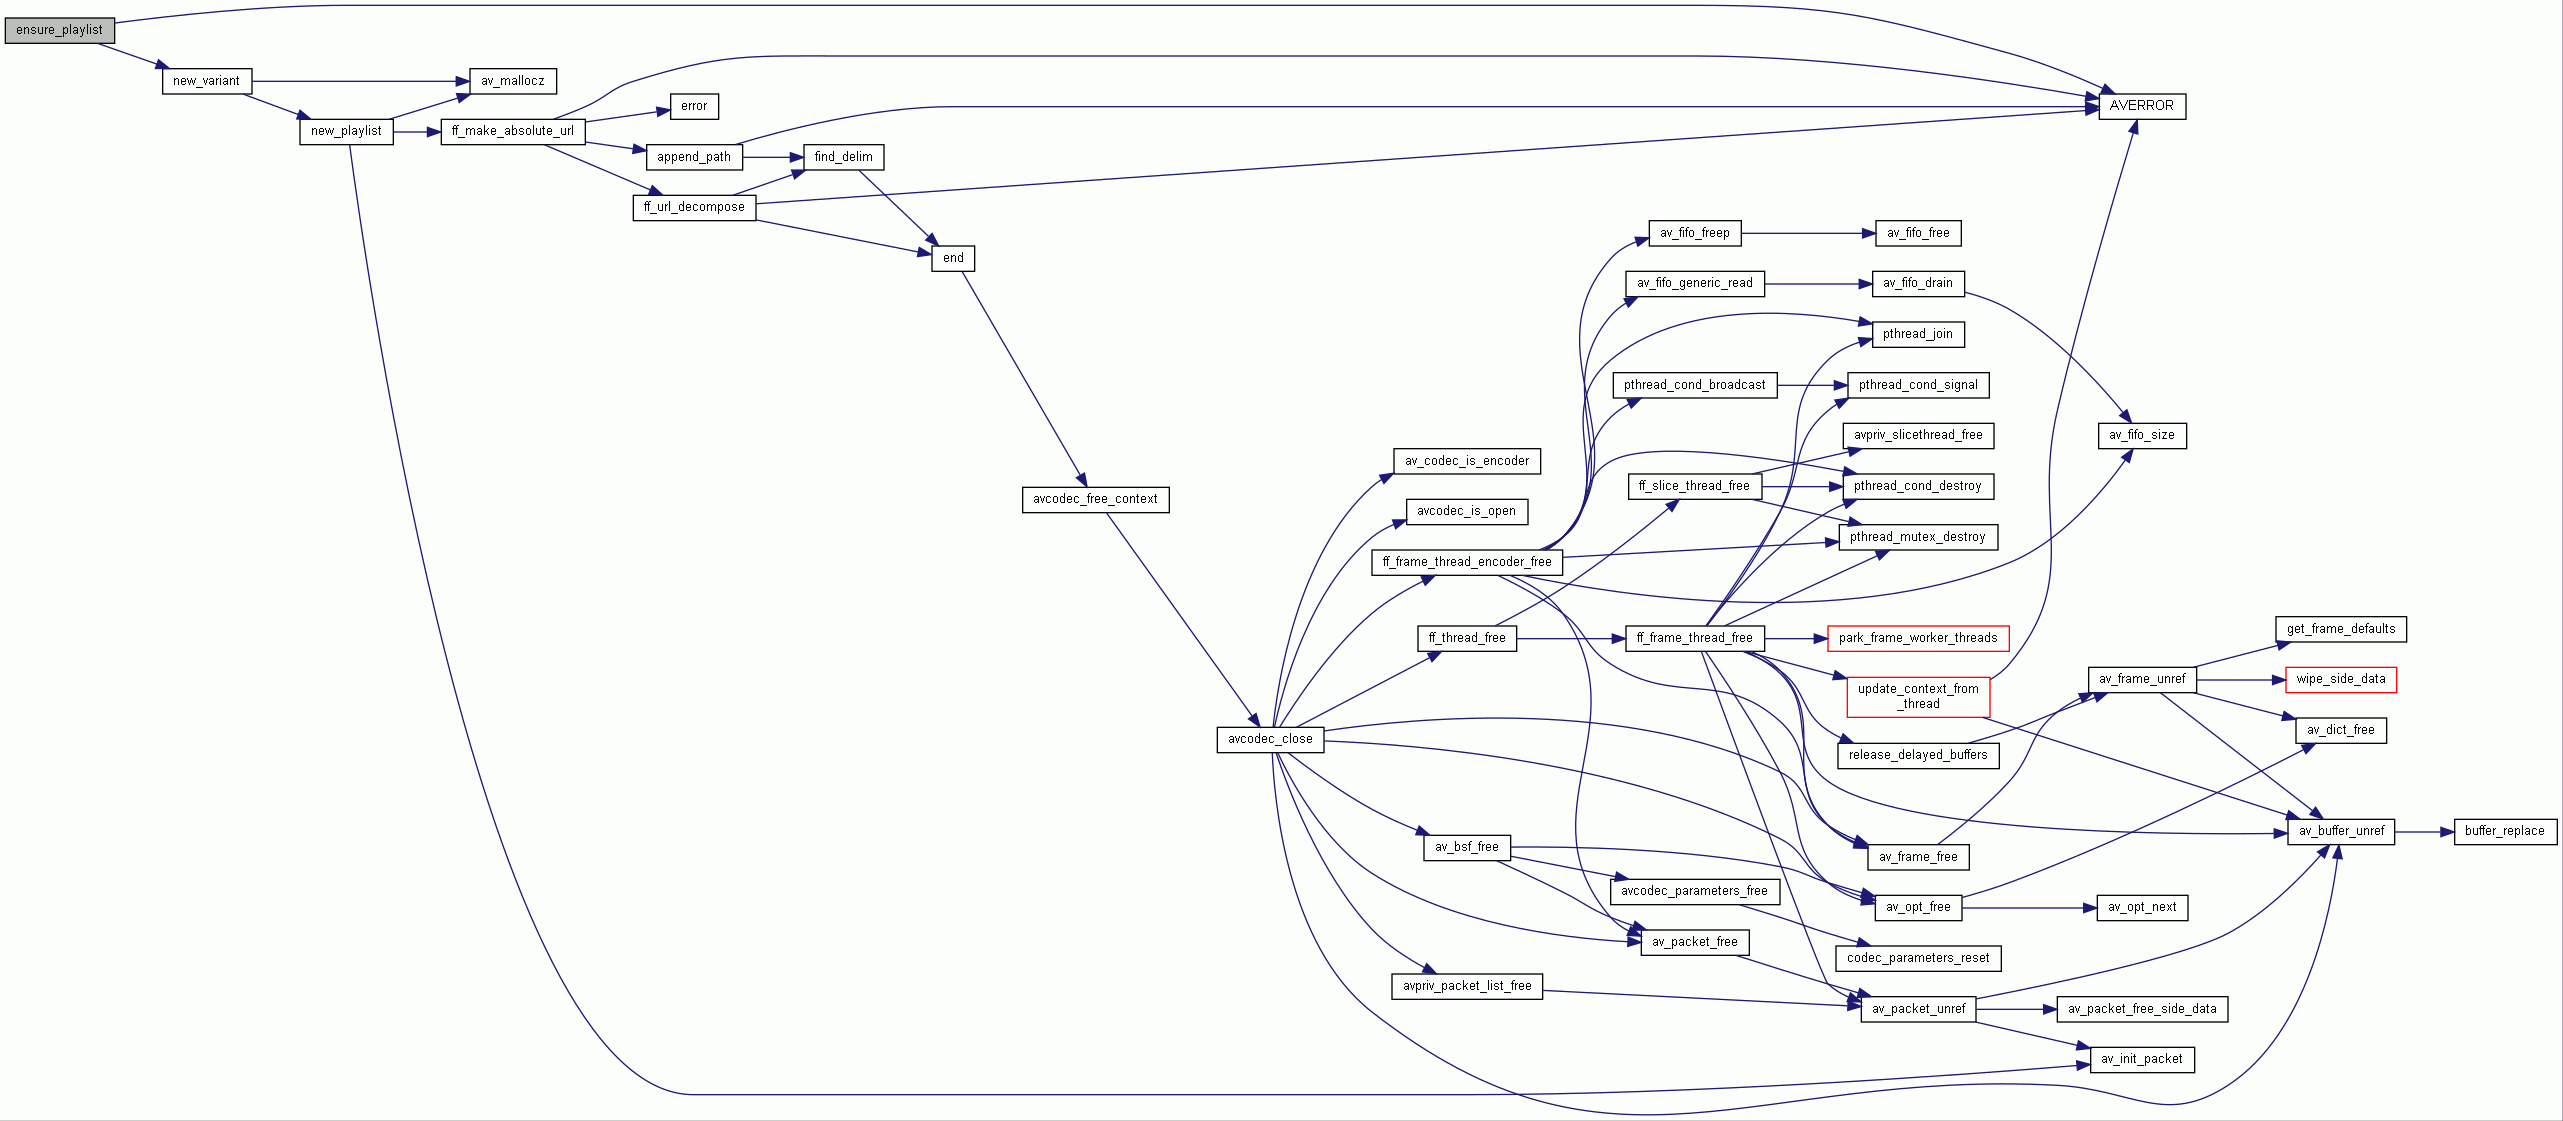 ensure_playlist
new_variant
av_mallocz
error
AVERROR
new_playlist
ff_make_absolute_url
append_path
find_delim
ff_url_decompose
end
av_fifo_freep
av_fifo_free
av_fifo_generic_read
av_fifo_drain
pthread_join
pthread_cond_broadcast
pthread_cond_signal
avpriv_slicethread_free
av_fifo_size
av_codec_is_encoder
ff_slice_thread_free
pthread_cond_destroy
avcodec_free_context
avcodec_is_open
pthread_mutex_destroy
ff_frame_thread_encoder_free
ff_thread_free
ff_frame_thread_free
park_frame_worker_threads
get_frame_defaults
av_frame_unref
wipe_side_data
update_context_from
_thread
av_dict_free
avcodec_close
release_delayed_buffers
av_buffer_unref
buffer_replace
av_bsf_free
av_frame_free
avcodec_parameters_free
av_opt_free
av_opt_next
av_packet_free
codec_parameters_reset
avpriv_packet_list_free
av_packet_unref
av_packet_free_side_data
av_init_packet